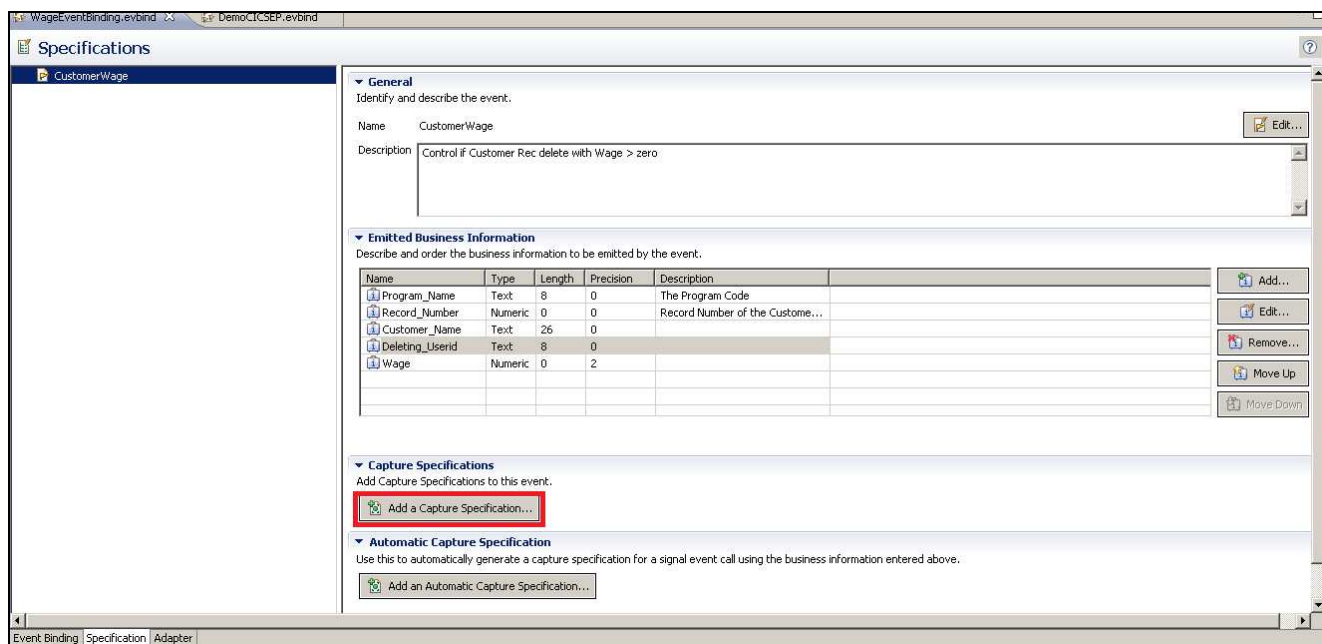 WageEventBinding.evbind DemoCICSEP.evbind
Specifications
CustomerWage
General
Identify and describe the event.
Name CustomerWage Edit...
Description Control if Customer Rec delete with Wage > zero
Emitted Business Information
Describe and order the business information to be emitted by the event.
Name Type Length Precision Description Add...
Program_Name Text 8 0 The Program Code
Record_Number Numeric 0 0 Record Number of the Custome... Edit...
Customer_Name Text 26 0
Deleting_Userid Text 8 0 Remove...
Wage Numeric 0 2
Move Up
Move Down
Capture Specifications
Add Capture Specifications to this event.
Add a Capture Specification...
Automatic Capture Specification
Use this to automatically generate a capture specification for a signal event call using the business information entered above.
Add an Automatic Capture Specification...
Event Binding Specification Adapter